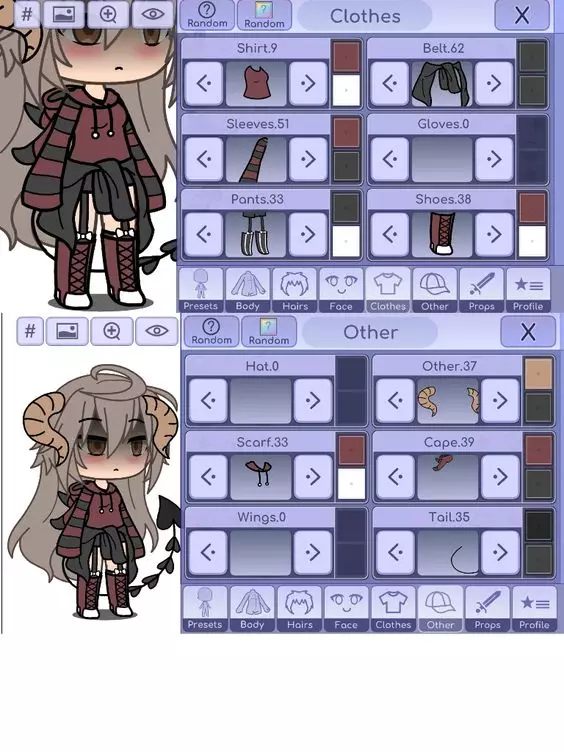 #
Random
Random
Clothes
X
Shirt.9
Belt.62
Sleeves.51
Gloves.0
Pants.33
Shoes.38
Presets
Body
Hairs
Face
Clothes
Other
Props
Profile
#
Random
Random
Other
X
Hat.0
Other.37
Scarf.33
Cape.39
Wings.0
Tail.35
Presets
Body
Hairs
Face
Clothes
Other
Props
Profile